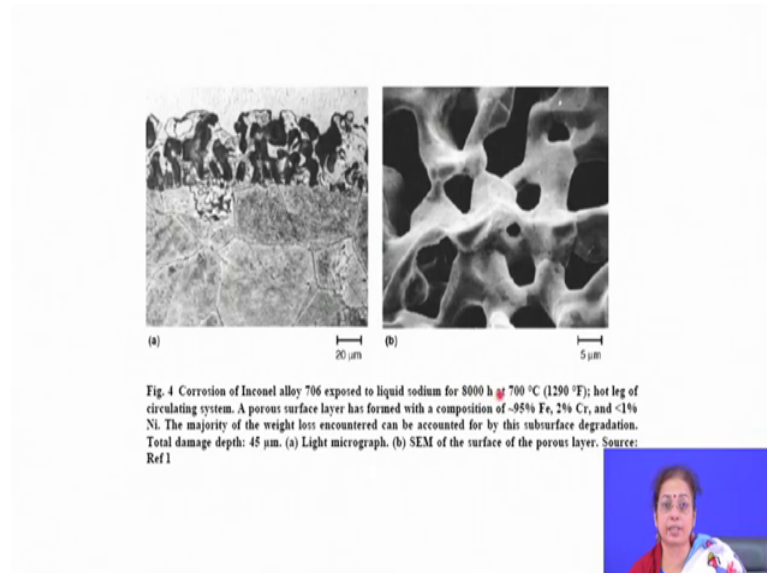 (a)
20 μm
(b)
5 μm
Fig. 4 Corrosion of Inconel alloy 706 exposed to liquid sodium for 8000 h at 700 °C (1290 °F); hot leg of
circulating system. A porous surface layer has formed with a composition of ~95% Fe, 2% Cr, and <1%
Ni. The majority of the weight loss encountered can be accounted for by this subsurface degradation.
Total damage depth: 45 μm. (a) Light micrograph. (b) SEM of the surface of the porous layer. Source:
Ref 1